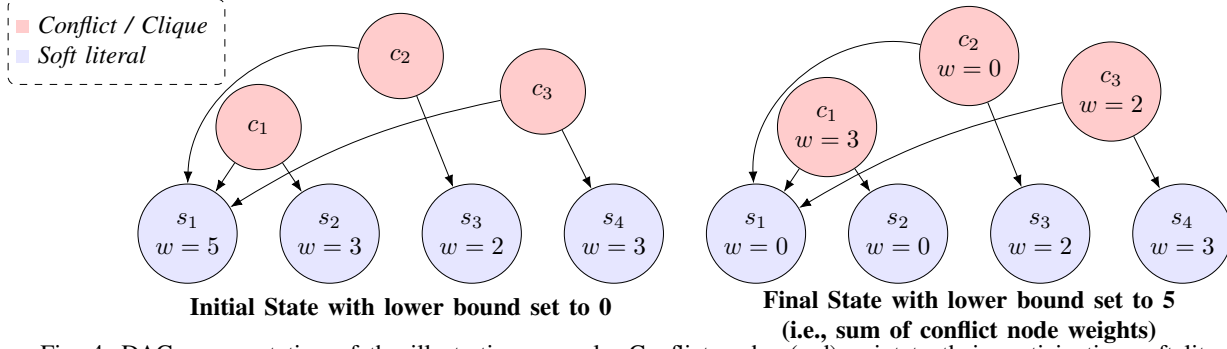 Conflict / Clique
Soft literal
c1
c2
c3
s1
w = 5
s2
w = 3
s3
w = 2
s4
w = 3
Initial State with lower bound set to 0
c1
w = 3
c2
w = 0
c3
w = 2
s1
w = 0
s2
w = 0
s3
w = 2
s4
w = 3
Final State with lower bound set to 5
(i.e., sum of conflict node weights)